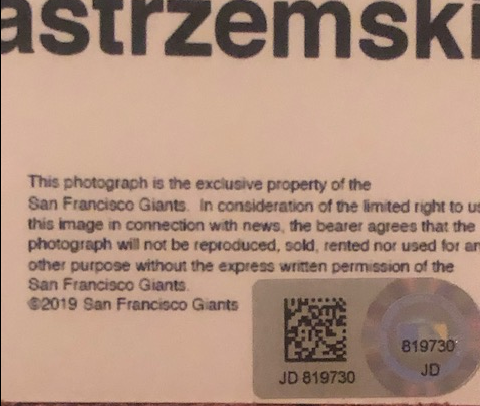 astrzemski
This photograph is the exclusive property of the
San Francisco Giants. In consideration of the limited right to us
this image in connection with news, the bearer agrees that the
photograph will not be reproduced, sold, rented nor used for an
other purpose without the express written permission of the
San Francisco Giants.
©2019 San Francisco Giants
JD 819730
819730
JD